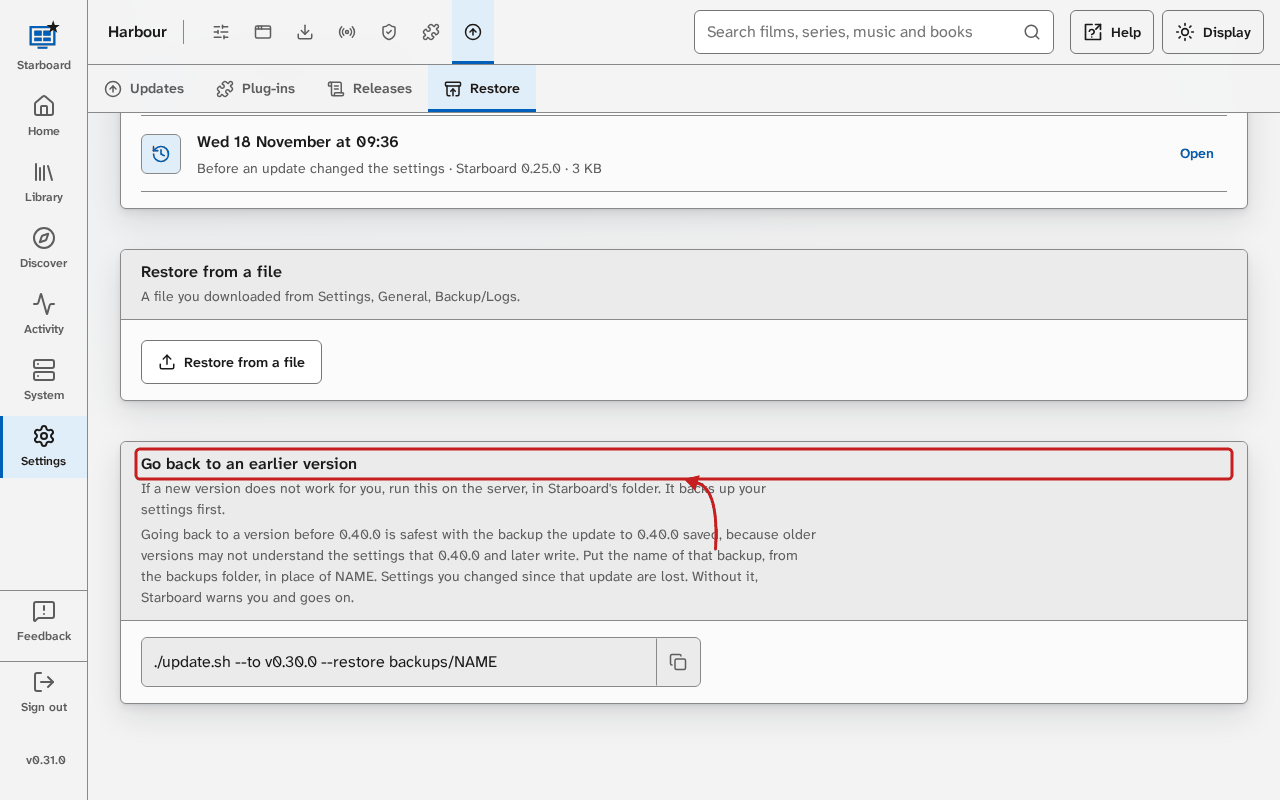 Starboard
Home
Library
Discover
Activity
System
Settings
Feedback
Sign out
v0.31.0
Harbour
Search films, series, music and books
Help
Display
Updates
Plug-ins
Releases
Restore
Wed 18 November at 09:36
Before an update changed the settings · Starboard 0.25.0 · 3 KB
Open
Restore from a file
A file you downloaded from Settings, General, Backup/Logs.
Restore from a file
Go back to an earlier version
If a new version does not work for you, run this on the server, in Starboard's folder. It backs up your
settings first.
Going back to a version before 0.40.0 is safest with the backup the update to 0.40.0 saved, because older
versions may not understand the settings that 0.40.0 and later write. Put the name of that backup, from
the backups folder, in place of NAME. Settings you changed since that update are lost. Without it,
Starboard warns you and goes on.
./update.sh --to v0.30.0 --restore backups/NAME